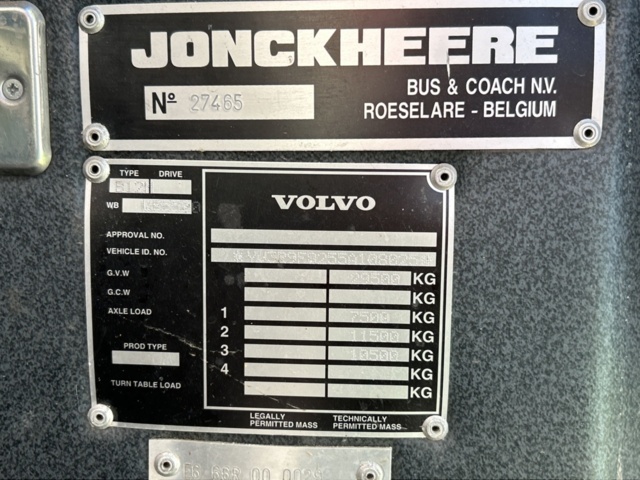 JONCKHEERE
Nº 27465
BUS & COACH N.V.
ROESELARE - BELGIUM
TYPE DRIVE
VOLVO
WB
APPROVAL NO.
VEHICLE ID. NO.
G.V.W KG
G.C.W KG
AXLE LOAD 1 KG
2 11500 KG
3 10500 KG
4 KG
PROD TYPE
TURN TABLE LOAD KG
LEGALLY PERMITTED MASS
TECHNICALLY PERMITTED MASS